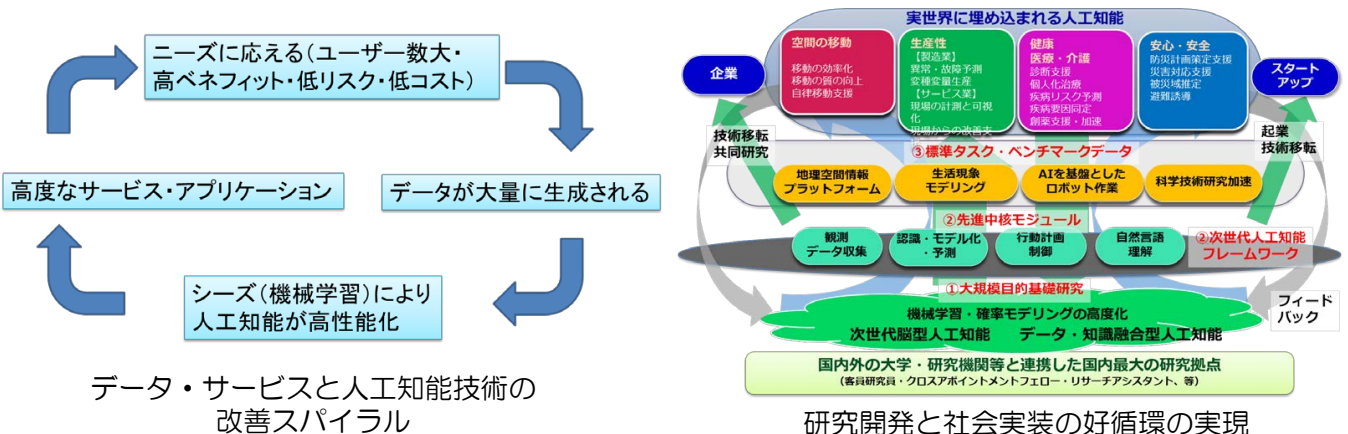 ニーズに応える(ユーザー数大・
高ベネフィット・低リスク・低コスト)
高度なサービス・アプリケーション
データが大量に生成される
シーズ(機械学習)により
人工知能が高性能化
データ・サービスと人工知能技術の
改善スパイラル
実世界に埋め込まれる人工知能
企業
空間の移動
移動の効率化
移動の質の向上
自律移動支援
生産性
【製造業】
異常・故障予測
変種変量生産
【サービス業】
現場の計測と可視
化
現場からの改善支
健康
医療・介護
診断支援
個人化治療
疾病リスク予測
疾病要因同定
創薬支援・加速
安心・安全
防災計画策定支援
災害対応支援
被災域推定
避難誘導
スタート
アップ
技術移転
共同研究
起業
技術移転
③標準タスク・ベンチマークデータ
地理空間情報
プラットフォーム
生活現象
モデリング
AIを基盤とした
ロボット作業
科学技術研究加速
②先進中核モジュール
観測
データ収集
認識・モデル化
・予測
行動計画
制御
自然言語
理解
②次世代人工知能
フレームワーク
①大規模目的基礎研究
機械学習・確率モデリングの高度化
次世代脳型人工知能 データ・知識融合型人工知能
フィード
バック
国内外の大学・研究機関等と連携した国内最大の研究拠点
(客員研究員・クロスアポイントメントフェロー・リサーチアシスタント、等)
研究開発と社会実装の好循環の実現